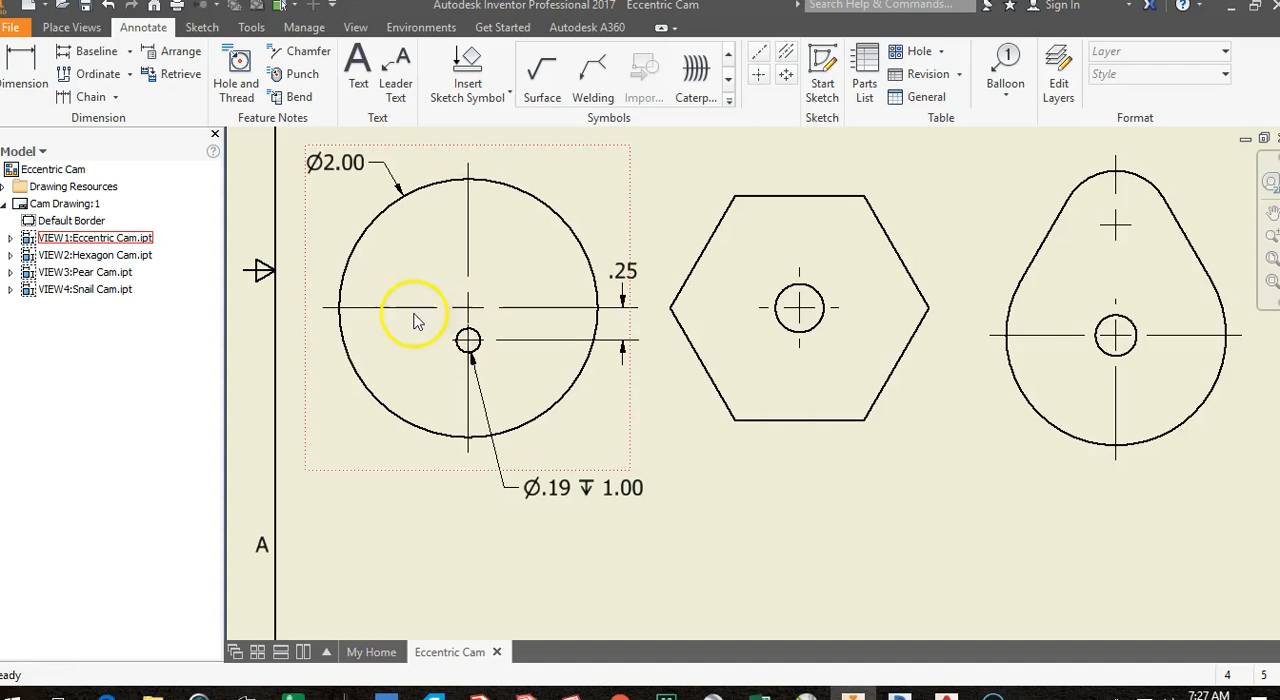 Autodesk Inventor Professional 2017   Eccentric Cam
Search Help & Commands...
Sign In
File
Place Views
Annotate
Sketch
Tools
Manage
View
Environments
Get Started
Autodesk A360
Dimension
Baseline
Ordinate
Chain
Arrange
Retrieve
Dimension
Hole and
Thread
Chamfer
Punch
Bend
Feature Notes
Text
Leader
Text
Text
Insert
Sketch Symbol
Surface
Welding
Impor...
Caterp...
Symbols
Start
Sketch
Sketch
Parts
List
Hole
Revision
General
Table
Balloon
Edit
Layers
Layer
Style
Format
Model
Eccentric Cam
Drawing Resources
Cam Drawing:1
Default Border
VIEW1:Eccentric Cam.ipt
VIEW2:Hexagon Cam.ipt
VIEW3:Pear Cam.ipt
VIEW4:Snail Cam.ipt
Ø2.00
.25
Ø.19 ↧ 1.00
A
My Home
Eccentric Cam
eady
4 5
7:27 AM